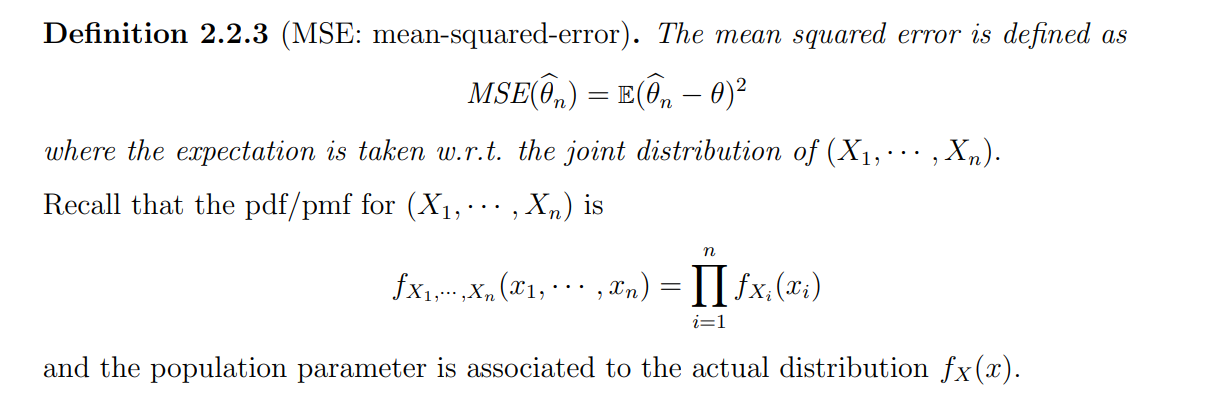 Definition 2.2.3 (MSE: mean-squared-error). The mean squared error is defined as
MSE(θ̂ₙ) = 𝔼(θ̂ₙ − θ)²
where the expectation is taken w.r.t. the joint distribution of (X₁, ⋯ , Xₙ).
Recall that the pdf/pmf for (X₁, ⋯ , Xₙ) is
f_{X₁,⋯,Xₙ}(x₁, ⋯ , xₙ) = ∏_{i=1}^{n} f_{X_i}(x_i)
and the population parameter is associated to the actual distribution f_X(x).